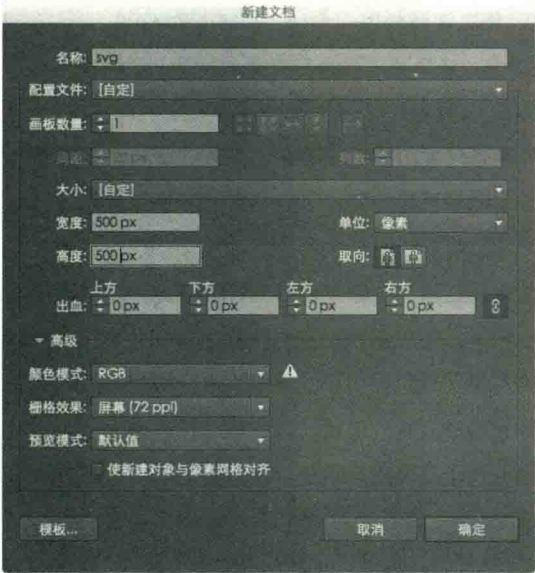 新建文档
名称: svg
配置文件: [自定]
画板数量: 1
间距:
列数:
大小: [自定]
宽度: 500 px 单位: 像素
高度: 500 px 取向:
上方 下方 左方 右方
出血: 0 px 0 px 0 px 0 px
高级
颜色模式: RGB
栅格效果: 屏幕 (72 ppi)
预览模式: 默认值
使新建对象与像素网格对齐
模板... 取消 确定